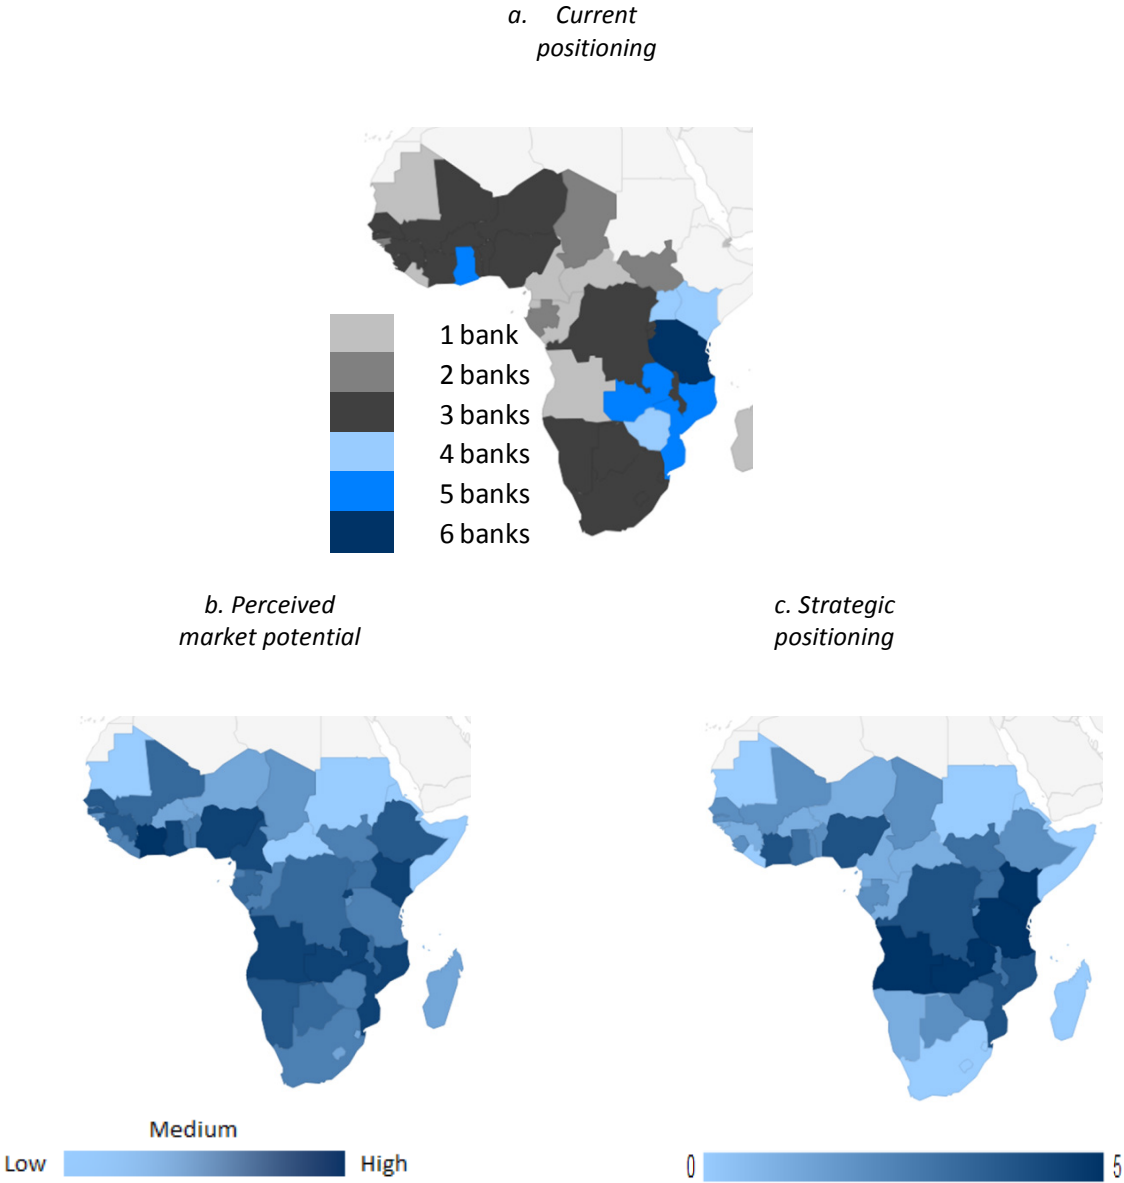 a. Current
positioning
1 bank
2 banks
3 banks
4 banks
5 banks
6 banks
b. Perceived
market potential
c. Strategic
positioning
Medium
Low
High
0
5